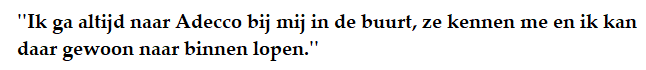 "Ik ga altijd naar Adecco bij mij in de buurt, ze kennen me en ik kan
daar gewoon naar binnen lopen."